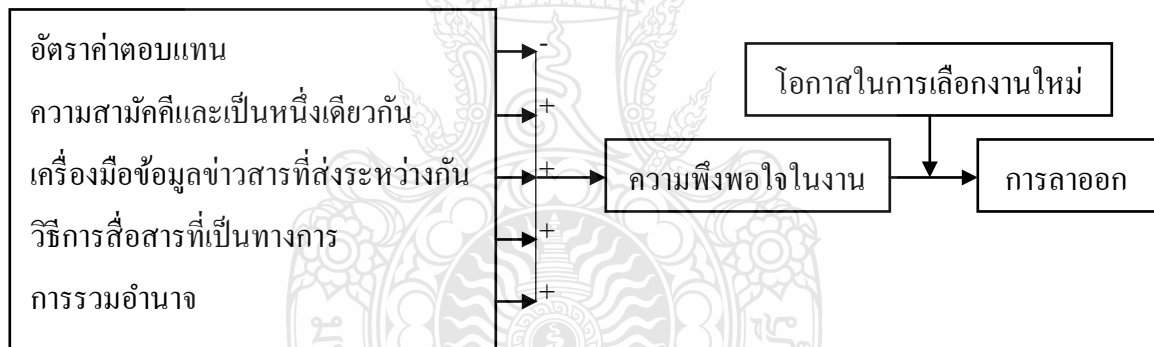 อัตราค่าตอบแทน
-
ความสามัคคีและเป็นหนึ่งเดียวกัน
+
เครื่องมือข้อมูลข่าวสารที่ส่งระหว่างกัน
+
วิธีการสื่อสารที่เป็นทางการ
+
การรวมอำนาจ
+
โอกาสในการเลือกงานใหม่
ความพึงพอใจในงาน
การลาออก